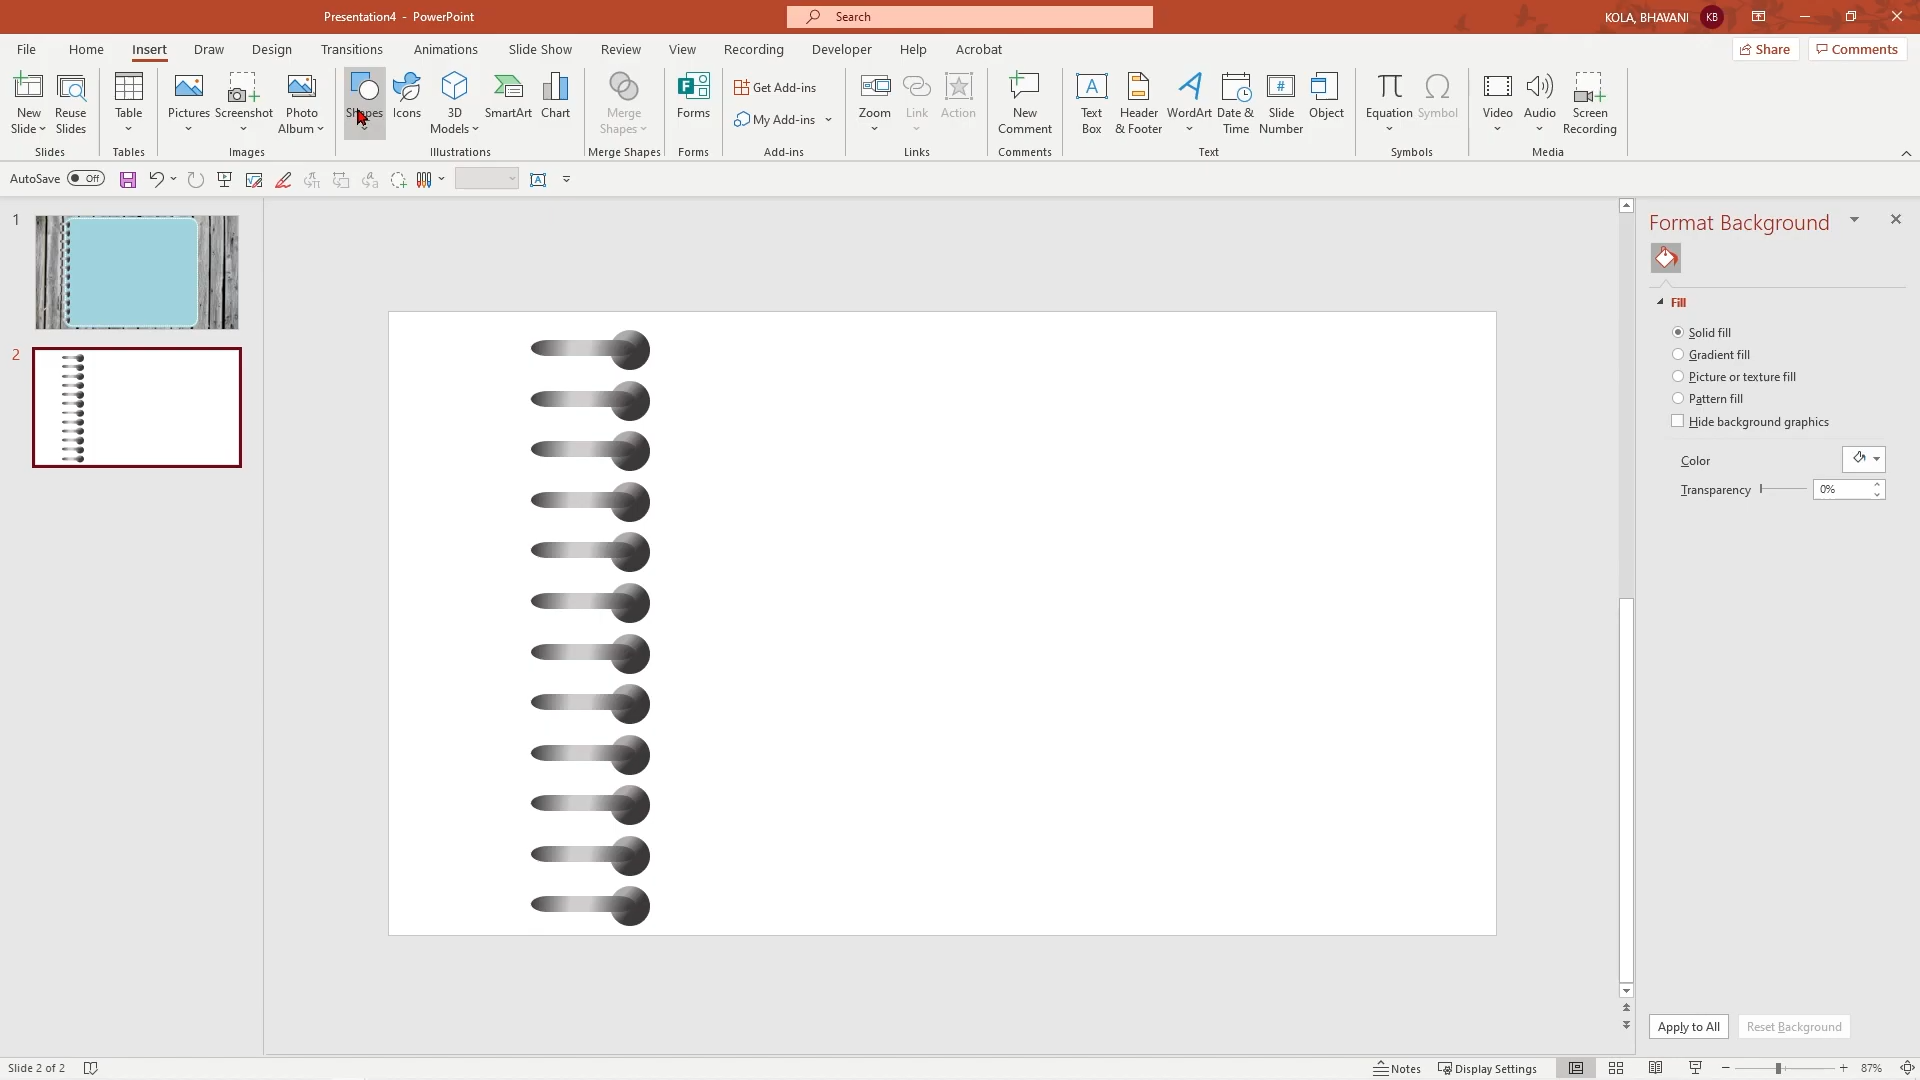 Presentation4 - PowerPoint
Search
KOLA, BHAVANI KB
File Home Insert Draw Design Transitions Animations Slide Show Review View Recording Developer Help Acrobat
Share Comments
New Slide
Reuse Slides
Slides
Table
Tables
Pictures
Screenshot
Photo Album
Images
Shapes
Icons
3D Models
SmartArt
Chart
Illustrations
Merge Shapes
Merge Shapes
Forms
Forms
Get Add-ins
My Add-ins
Add-ins
Zoom
Link
Action
Links
New Comment
Comments
Text Box
Header & Footer
WordArt
Date & Time
Slide Number
Object
Text
Equation
Symbol
Symbols
Video
Audio
Screen Recording
Media
AutoSave Off
1
2
Format Background
Fill
Solid fill
Gradient fill
Picture or texture fill
Pattern fill
Hide background graphics
Color
Transparency 0%
Apply to All Reset Background
Slide 2 of 2
Notes Display Settings 87%